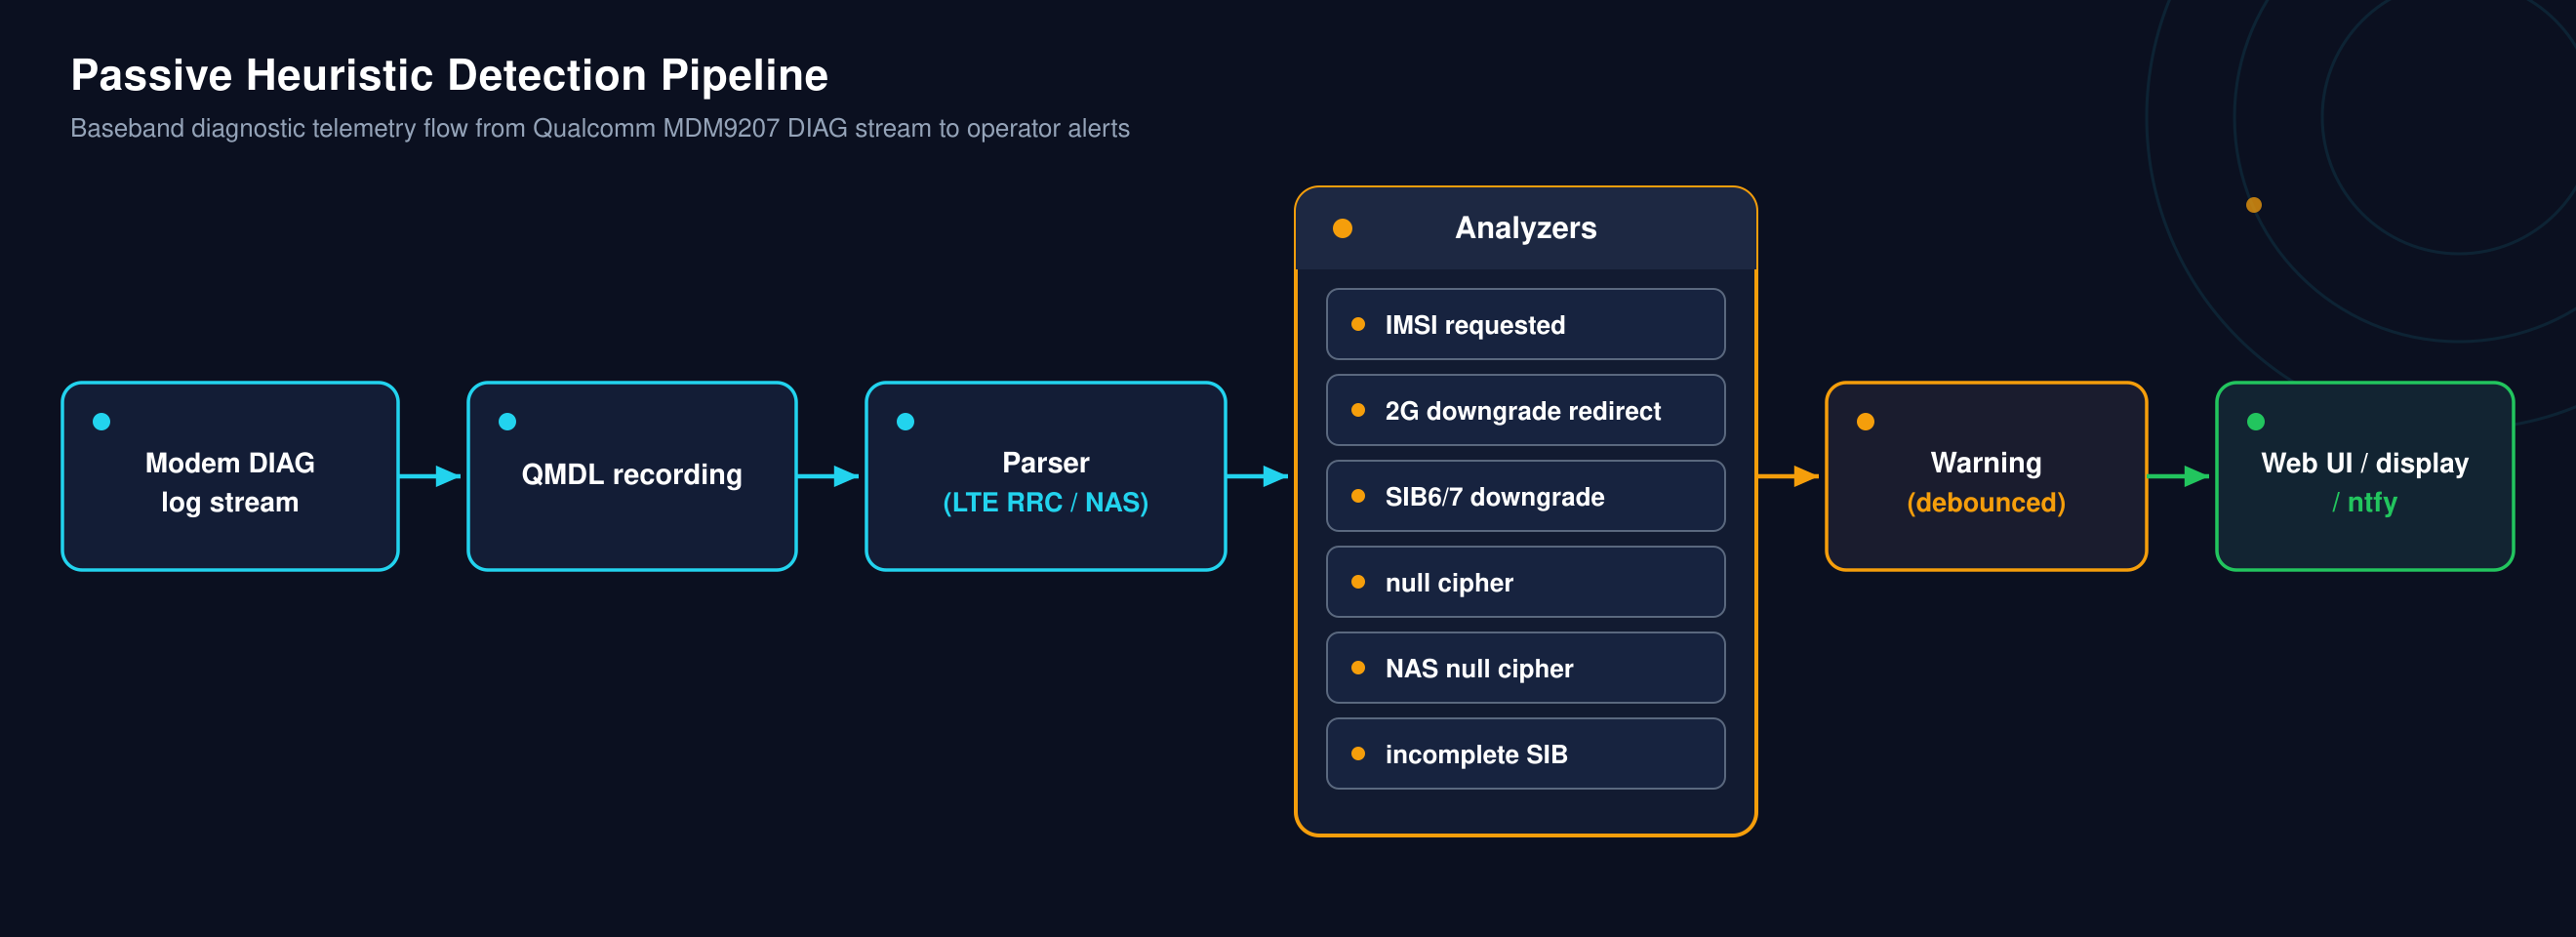 Passive Heuristic Detection Pipeline
Baseband diagnostic telemetry flow from Qualcomm MDM9207 DIAG stream to operator alerts
Modem DIAG
log stream
QMDL recording
Parser
(LTE RRC / NAS)
Analyzers
IMSI requested
2G downgrade redirect
SIB6/7 downgrade
null cipher
NAS null cipher
incomplete SIB
Warning
(debounced)
Web UI / display
/ ntfy